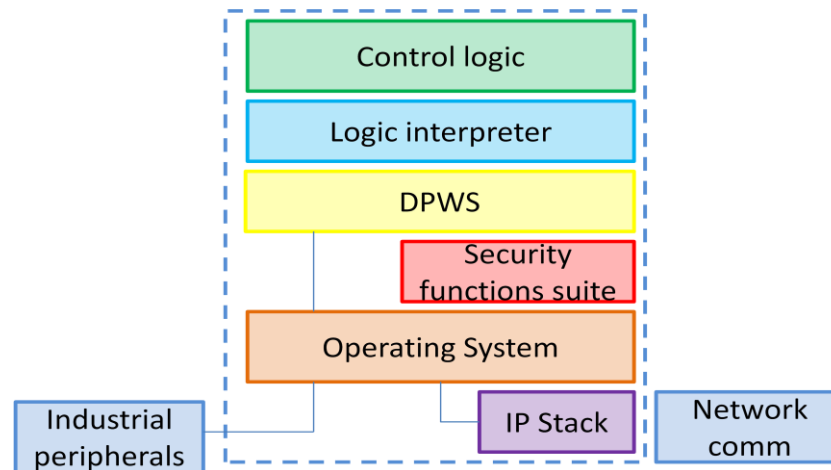 Control logic
Logic interpreter
DPWS
Security
functions suite
Operating System
Industrial
peripherals
IP Stack
Network
comm